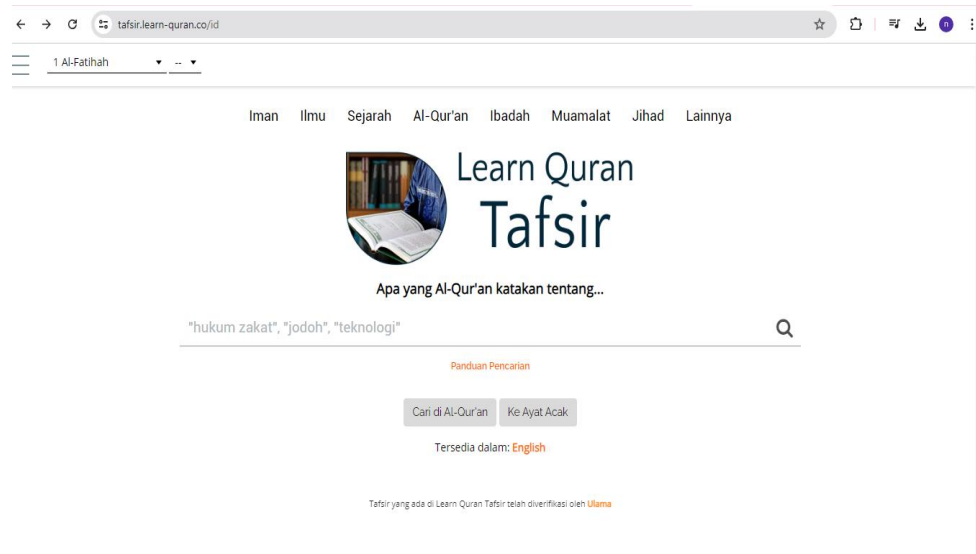 tafsir.learn-quran.co/id
n
1 Al-Fatihah --
Iman Ilmu Sejarah Al-Qur'an Ibadah Muamalat Jihad Lainnya
Learn Quran
Tafsir
Apa yang Al-Qur'an katakan tentang...
"hukum zakat", "jodoh", "teknologi"
Panduan Pencarian
Cari di Al-Qur'an Ke Ayat Acak
Tersedia dalam: English
Tafsir yang ada di Learn Quran Tafsir telah diverifikasi oleh Ulama